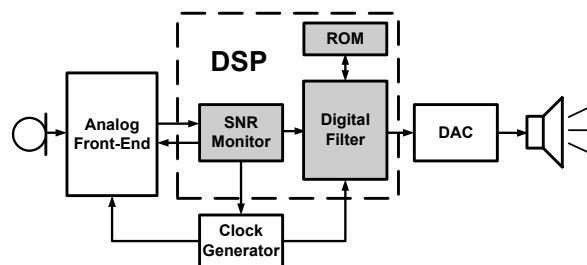 ROM
DSP
Analog
Front-End
SNR
Monitor
Digital
Filter
DAC
Clock
Generator